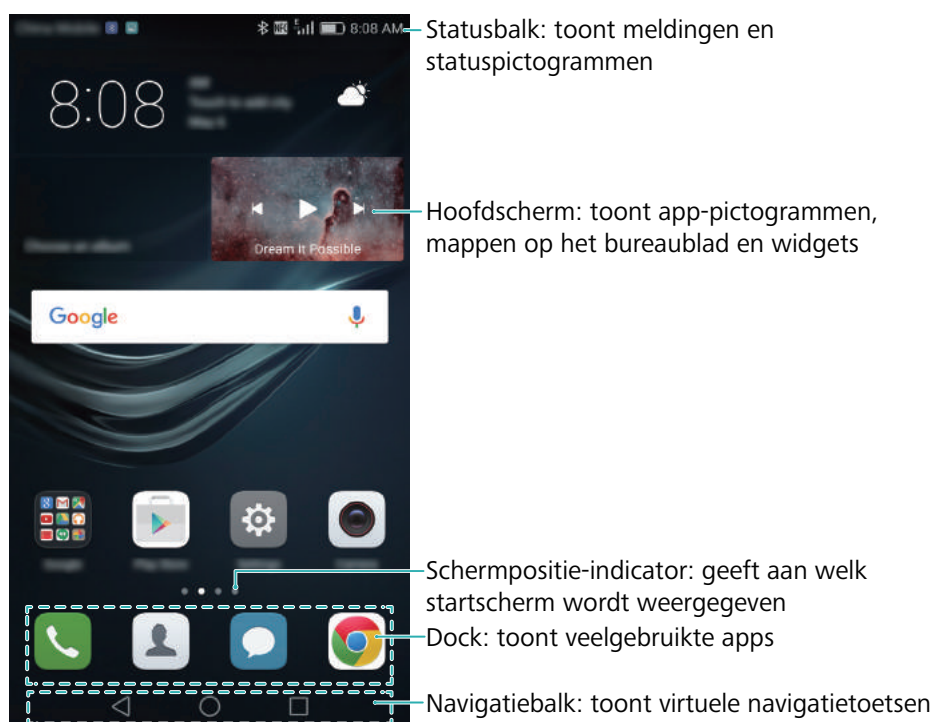 8:08 AM
Statusbalk: toont meldingen en
statuspictogrammen
8:08
Hoofdscherm: toont app-pictogrammen,
mappen op het bureaublad en widgets
Dream It Possible
Google
Schermpositie-indicator: geeft aan welk
startscherm wordt weergegeven
Dock: toont veelgebruikte apps
Navigatiebalk: toont virtuele navigatietoetsen